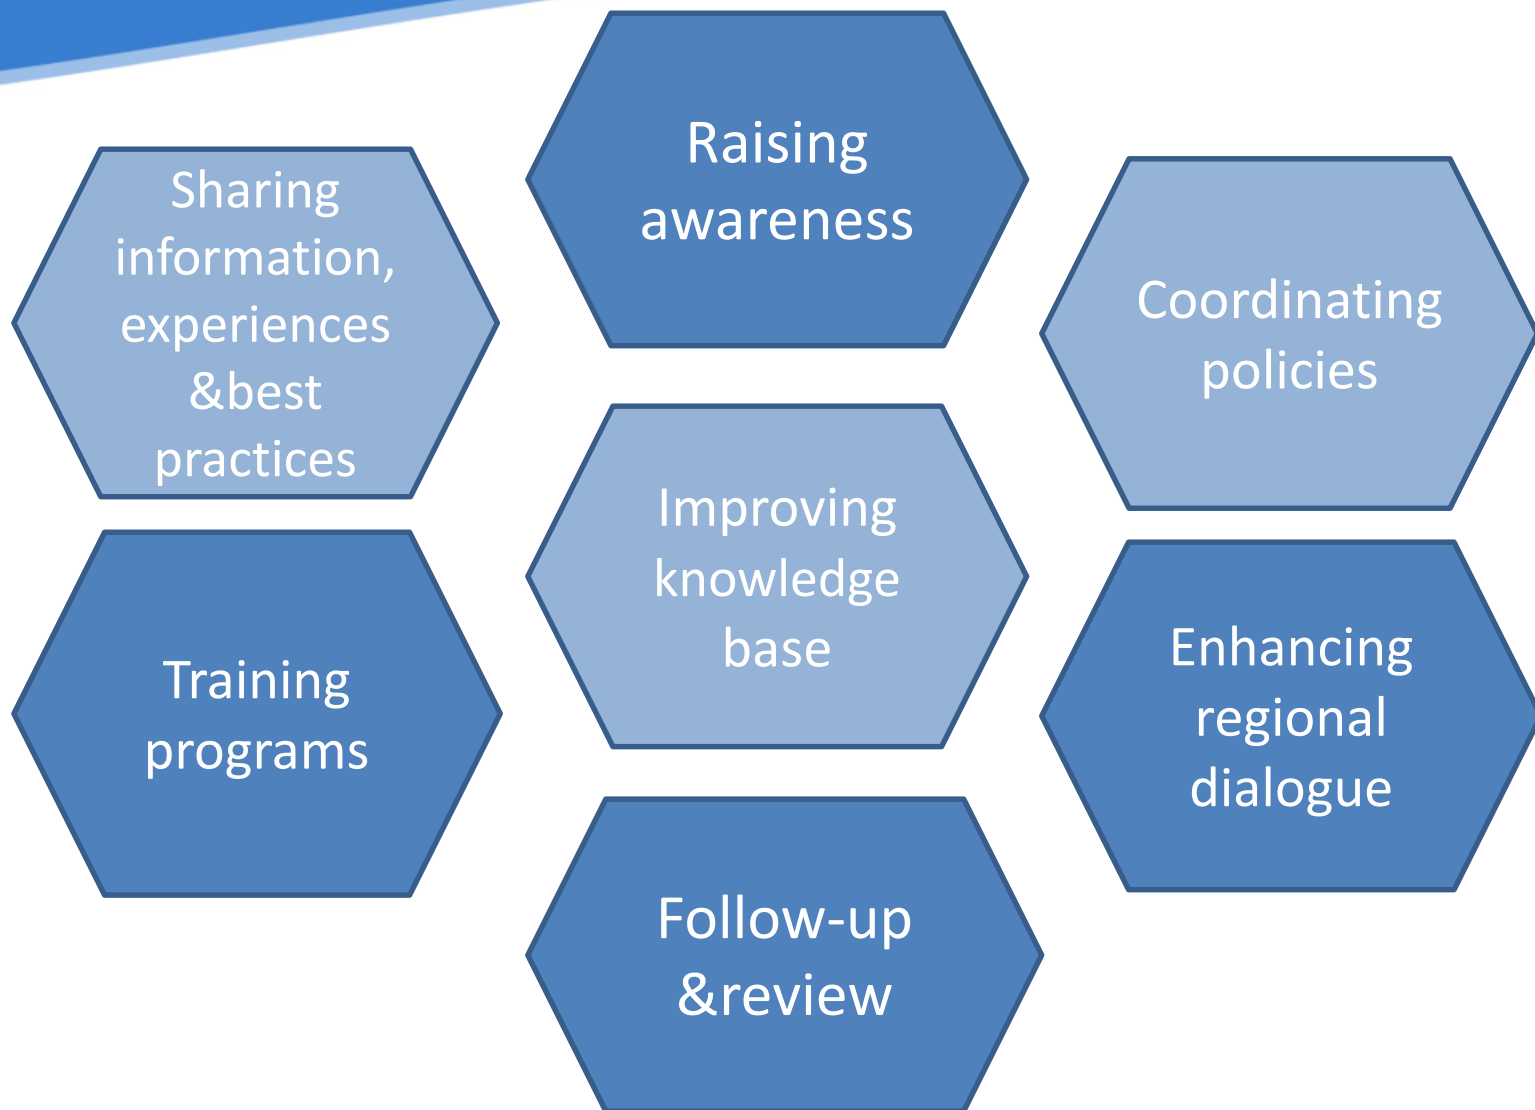 Raising
awareness
Sharing
information,
experiences
&best
practices
Coordinating
policies
Improving
knowledge
base
Training
programs
Enhancing
regional
dialogue
Follow-up
&review